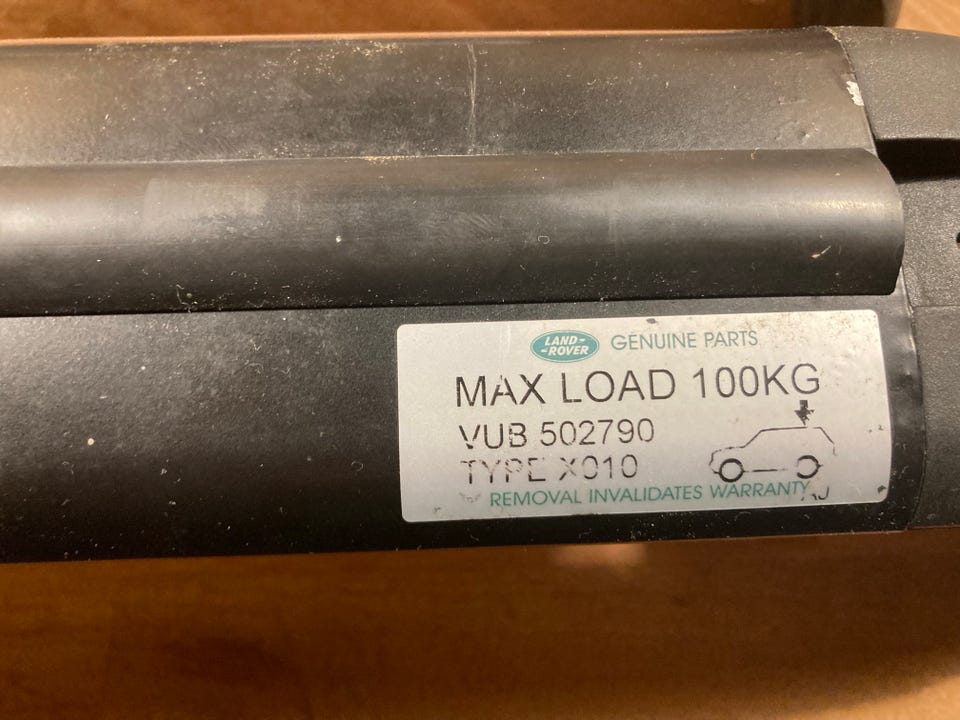 LAND-
-ROVER
GENUINE PARTS
MAX LOAD 100KG
VUB 502790
TYPE X010
REMOVAL INVALIDATES WARRANTY